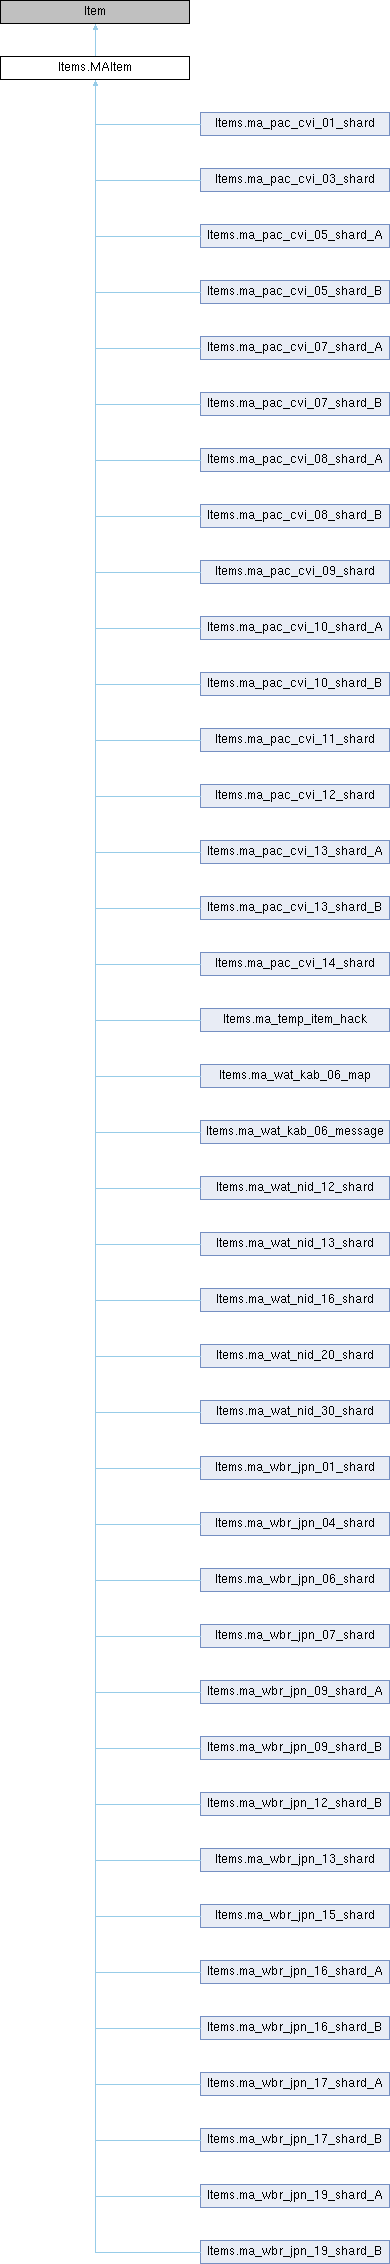 Item
Items.MAItem
Items.ma_pac_cvi_01_shard
Items.ma_pac_cvi_03_shard
Items.ma_pac_cvi_05_shard_A
Items.ma_pac_cvi_05_shard_B
Items.ma_pac_cvi_07_shard_A
Items.ma_pac_cvi_07_shard_B
Items.ma_pac_cvi_08_shard_A
Items.ma_pac_cvi_08_shard_B
Items.ma_pac_cvi_09_shard
Items.ma_pac_cvi_10_shard_A
Items.ma_pac_cvi_10_shard_B
Items.ma_pac_cvi_11_shard
Items.ma_pac_cvi_12_shard
Items.ma_pac_cvi_13_shard_A
Items.ma_pac_cvi_13_shard_B
Items.ma_pac_cvi_14_shard
Items.ma_temp_item_hack
Items.ma_wat_kab_06_map
Items.ma_wat_kab_06_message
Items.ma_wat_nid_12_shard
Items.ma_wat_nid_13_shard
Items.ma_wat_nid_16_shard
Items.ma_wat_nid_20_shard
Items.ma_wat_nid_30_shard
Items.ma_wbr_jpn_01_shard
Items.ma_wbr_jpn_04_shard
Items.ma_wbr_jpn_06_shard
Items.ma_wbr_jpn_07_shard
Items.ma_wbr_jpn_09_shard_A
Items.ma_wbr_jpn_09_shard_B
Items.ma_wbr_jpn_12_shard_B
Items.ma_wbr_jpn_13_shard
Items.ma_wbr_jpn_15_shard
Items.ma_wbr_jpn_16_shard_A
Items.ma_wbr_jpn_16_shard_B
Items.ma_wbr_jpn_17_shard_A
Items.ma_wbr_jpn_17_shard_B
Items.ma_wbr_jpn_19_shard_A
Items.ma_wbr_jpn_19_shard_B